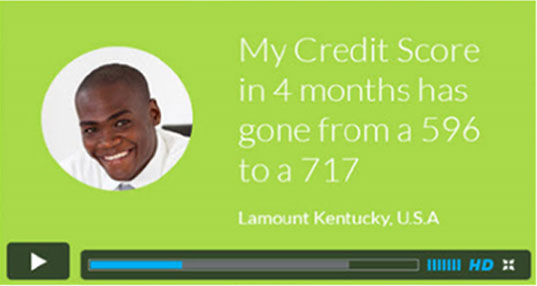 My Credit Score
in 4 months has
gone from a 596
to a 717
Lamount Kentucky, U.S.A
HD